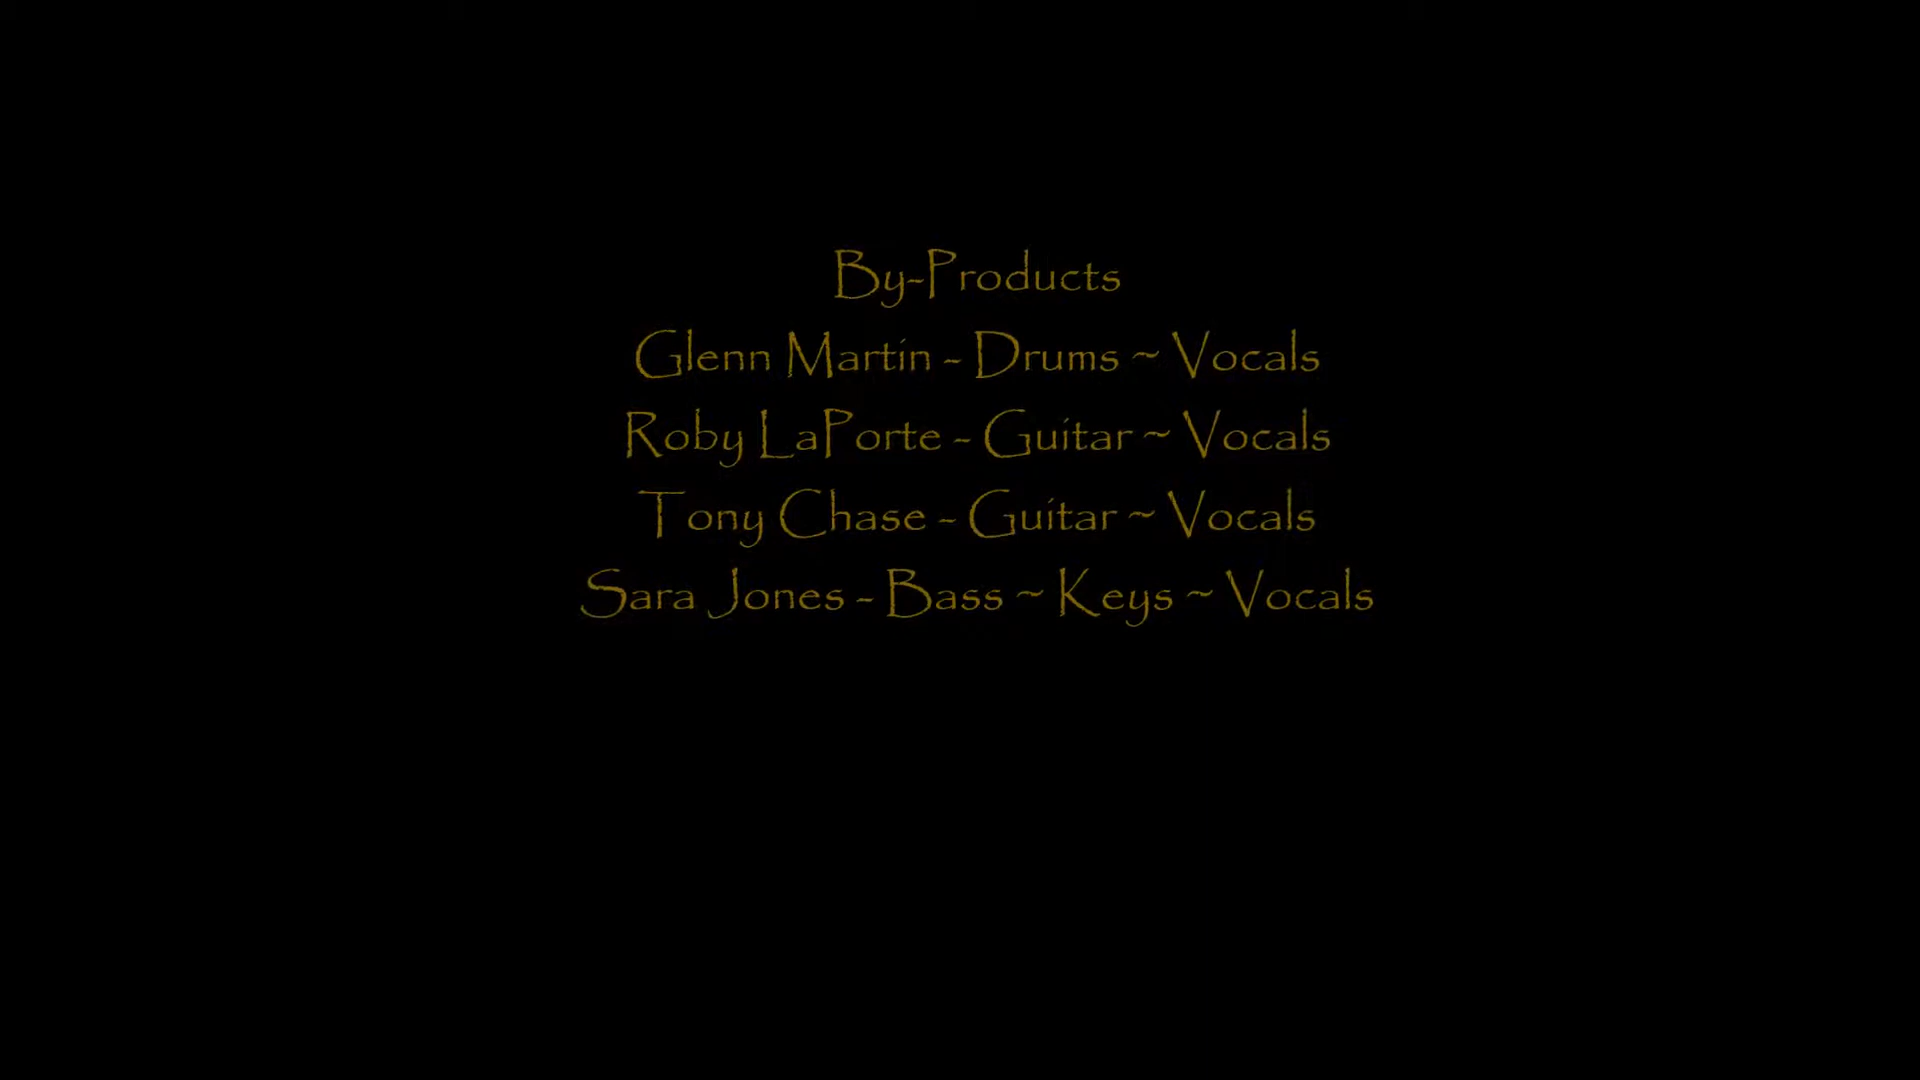 By-Products
Glenn Martin - Drums ~ Vocals
Roby LaPorte - Guitar ~ Vocals
Tony Chase - Guitar ~ Vocals
Sara Jones - Bass ~ Keys ~ Vocals